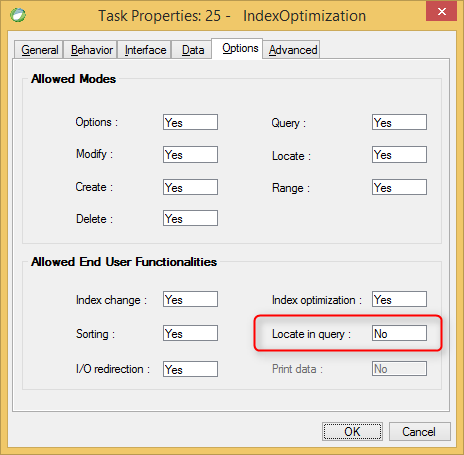 Task Properties: 25 - IndexOptimization
General Behavior Interface Data Options Advanced
Allowed Modes
Options : Yes Query : Yes
Modify : Yes Locate : Yes
Create : Yes Range : Yes
Delete : Yes
Allowed End User Functionalities
Index change : Yes Index optimization : Yes
Sorting : Yes Locate in query : No
I/O redirection : Yes Print data : No
OK Cancel